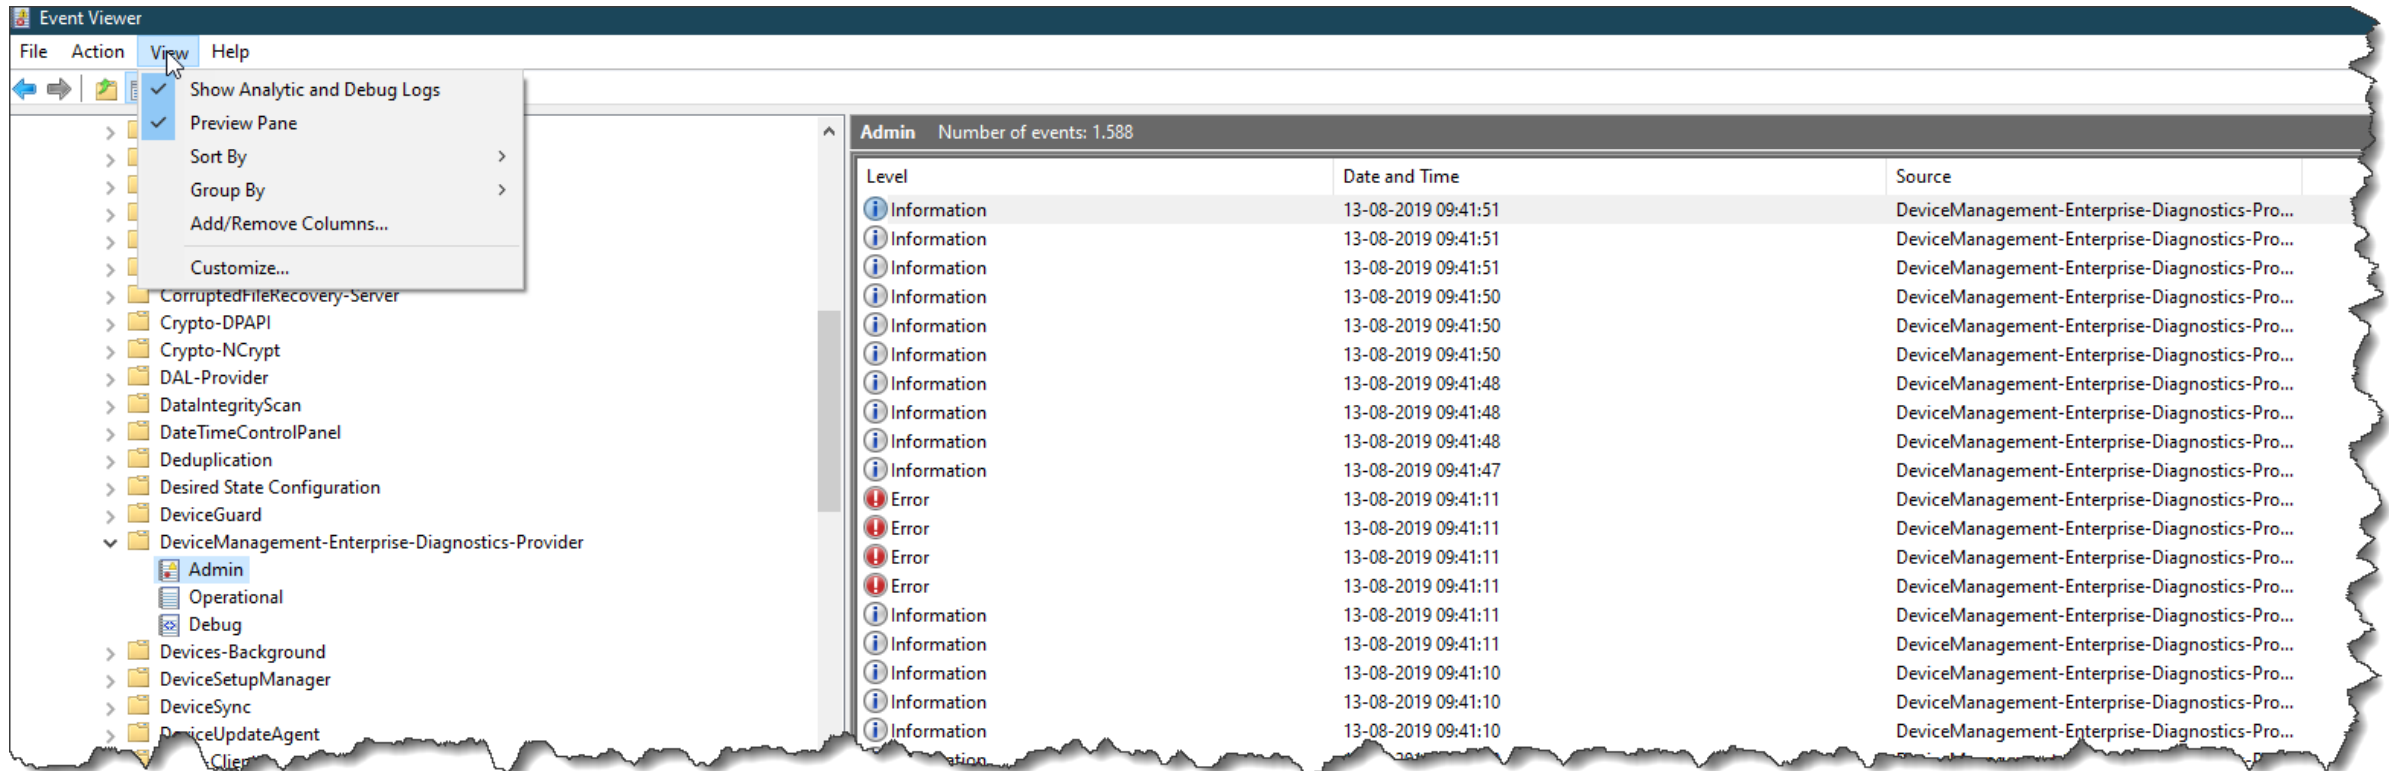 Event Viewer
File Action View Help
Show Analytic and Debug Logs
Preview Pane
Sort By
Group By
Add/Remove Columns...
Customize...
CorruptedFileRecovery-Server
Crypto-DPAPI
Crypto-NCrypt
DAL-Provider
DataIntegrityScan
DateTimeControlPanel
Deduplication
Desired State Configuration
DeviceGuard
DeviceManagement-Enterprise-Diagnostics-Provider
Admin
Operational
Debug
Devices-Background
DeviceSetupManager
DeviceSync
DeviceUpdateAgent
Admin Number of events: 1.588
Level Date and Time Source
Information 13-08-2019 09:41:51 DeviceManagement-Enterprise-Diagnostics-Pro...
Information 13-08-2019 09:41:51 DeviceManagement-Enterprise-Diagnostics-Pro...
Information 13-08-2019 09:41:51 DeviceManagement-Enterprise-Diagnostics-Pro...
Information 13-08-2019 09:41:50 DeviceManagement-Enterprise-Diagnostics-Pro...
Information 13-08-2019 09:41:50 DeviceManagement-Enterprise-Diagnostics-Pro...
Information 13-08-2019 09:41:50 DeviceManagement-Enterprise-Diagnostics-Pro...
Information 13-08-2019 09:41:48 DeviceManagement-Enterprise-Diagnostics-Pro...
Information 13-08-2019 09:41:48 DeviceManagement-Enterprise-Diagnostics-Pro...
Information 13-08-2019 09:41:48 DeviceManagement-Enterprise-Diagnostics-Pro...
Information 13-08-2019 09:41:47 DeviceManagement-Enterprise-Diagnostics-Pro...
Error 13-08-2019 09:41:11 DeviceManagement-Enterprise-Diagnostics-Pro...
Error 13-08-2019 09:41:11 DeviceManagement-Enterprise-Diagnostics-Pro...
Error 13-08-2019 09:41:11 DeviceManagement-Enterprise-Diagnostics-Pro...
Error 13-08-2019 09:41:11 DeviceManagement-Enterprise-Diagnostics-Pro...
Information 13-08-2019 09:41:11 DeviceManagement-Enterprise-Diagnostics-Pro...
Information 13-08-2019 09:41:11 DeviceManagement-Enterprise-Diagnostics-Pro...
Information 13-08-2019 09:41:10 DeviceManagement-Enterprise-Diagnostics-Pro...
Information 13-08-2019 09:41:10 DeviceManagement-Enterprise-Diagnostics-Pro...
Information 13-08-2019 09:41:10 DeviceManagement-Enterprise-Diagnostics-Pro...